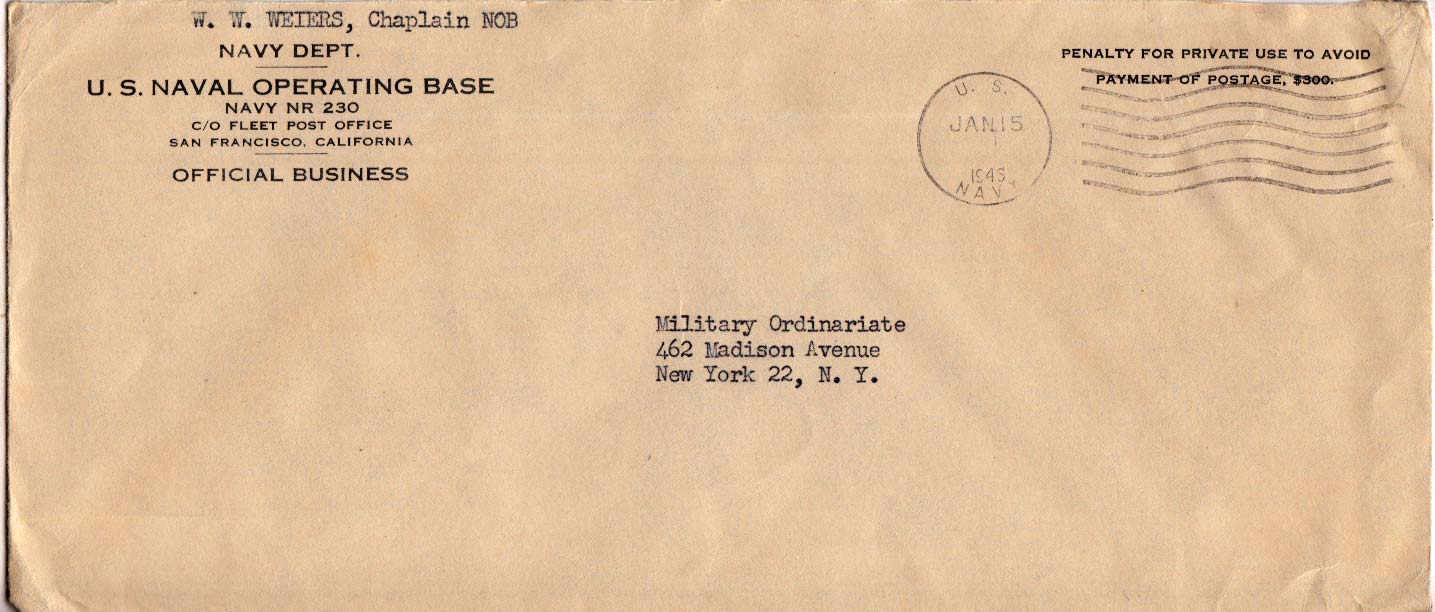 W. W. WEIERS, Chaplain NOB
NAVY DEPT.
U. S. NAVAL OPERATING BASE
NAVY NR 230
C/O FLEET POST OFFICE
SAN FRANCISCO, CALIFORNIA
OFFICIAL BUSINESS
PENALTY FOR PRIVATE USE TO AVOID
PAYMENT OF POSTAGE, $300.
U. S.
JAN 15
1946
NAVY
Military Ordinariate
462 Madison Avenue
New York 22, N. Y.